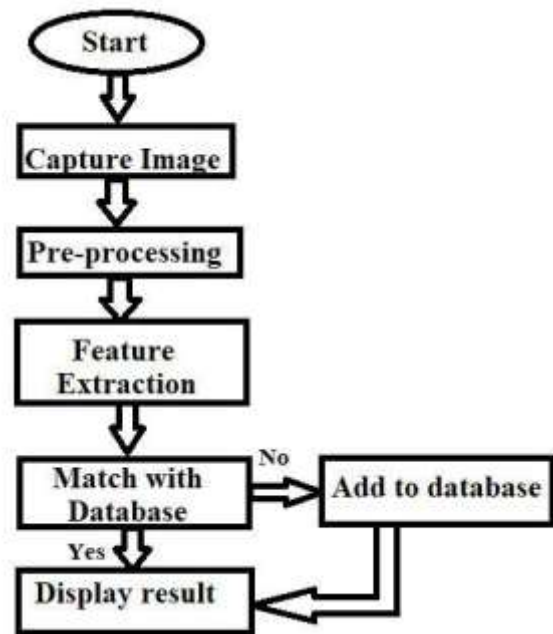 Start
Capture Image
Pre-processing
Feature
Extraction
Match with
Database
No
Add to database
Yes
Display result